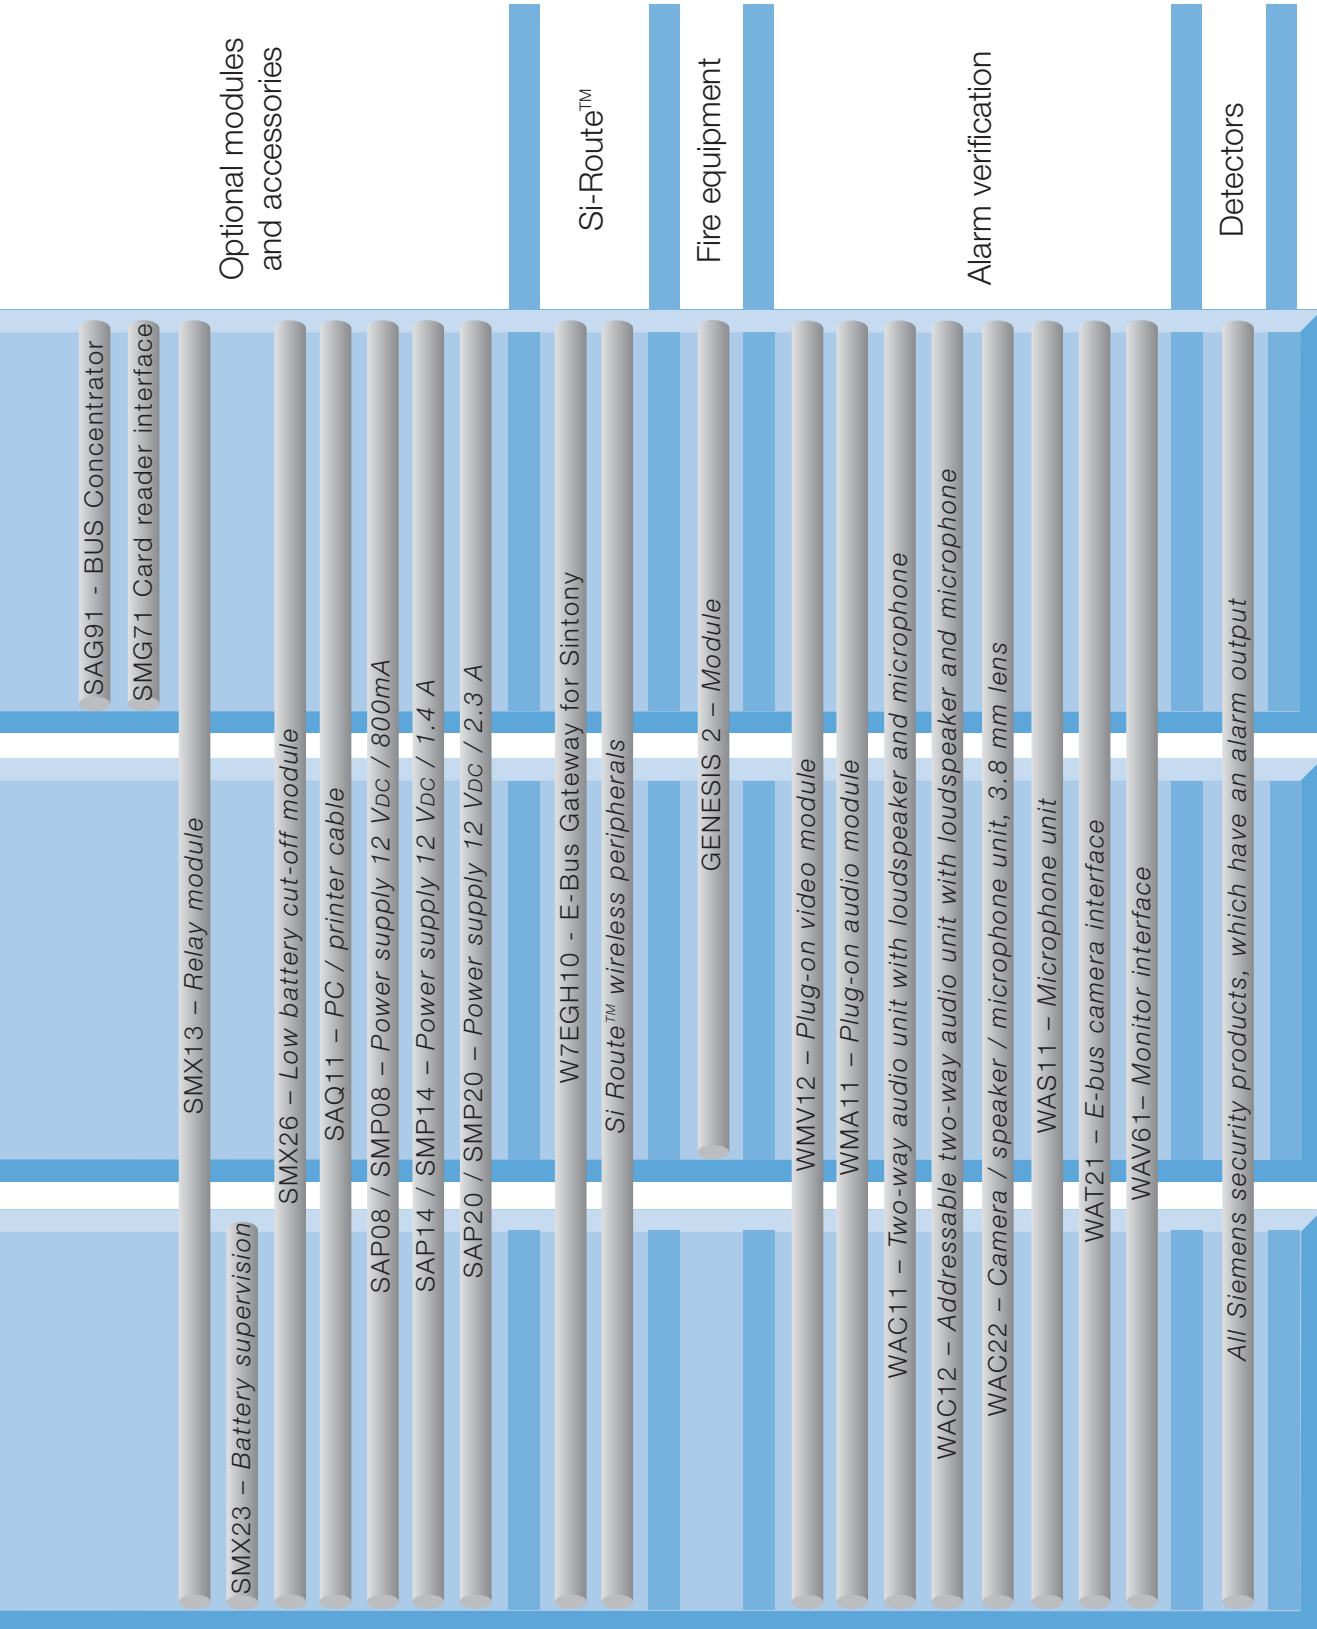 Optional modules
and accessories
SAG91 - BUS Concentrator
SMG71 Card reader interface
SMX13 – Relay module
SMX23 – Battery supervision
SMX26 – Low battery cut-off module
SAQ11 – PC / printer cable
SAP08 / SMP08 – Power supply 12 VDC / 800mA
SAP14 / SMP14 – Power supply 12 VDC / 1.4 A
SAP20 / SMP20 – Power supply 12 VDC / 2.3 A
Si-Route™
W7EGH10 - E-Bus Gateway for Sintony
Si Route™ wireless peripherals
Fire equipment
GENESIS 2 – Module
Alarm verification
WMV12 – Plug-on video module
WMA11 – Plug-on audio module
WAC11 – Two-way audio unit with loudspeaker and microphone
WAC12 – Addressable two-way audio unit with loudspeaker and microphone
WAC22 – Camera / speaker / microphone unit, 3.8 mm lens
WAS11 – Microphone unit
WAT21 – E-bus camera interface
WAV61– Monitor interface
Detectors
All Siemens security products, which have an alarm output